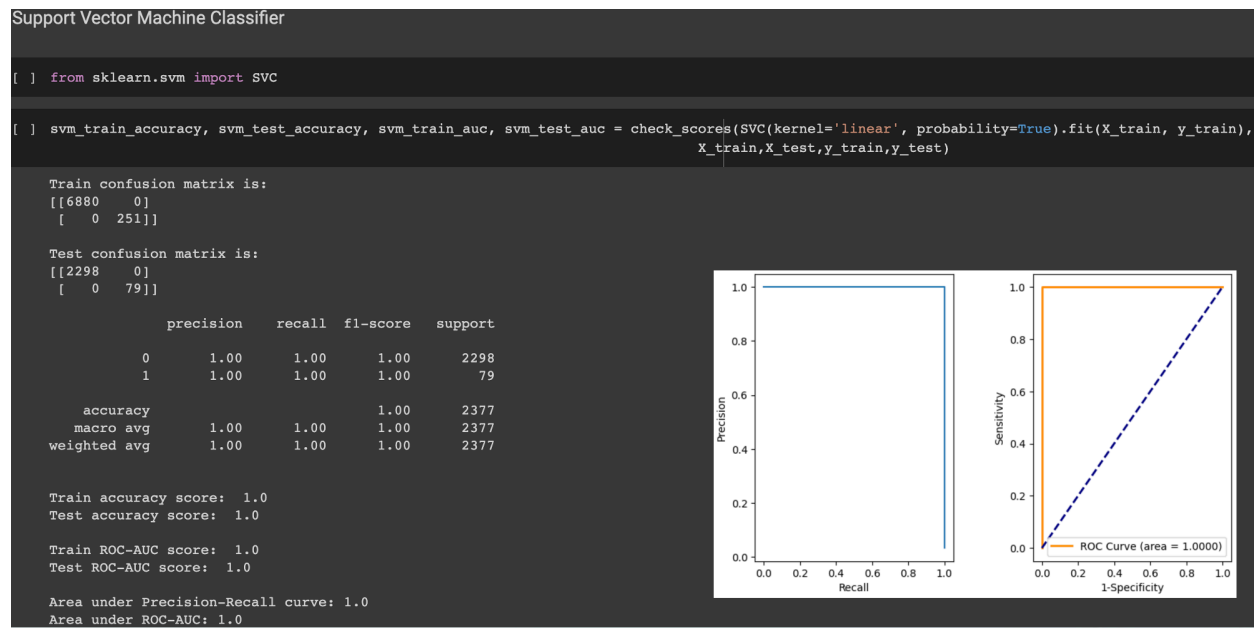 Support Vector Machine Classifier
[ ] from sklearn.svm import SVC
[ ] svm_train_accuracy, svm_test_accuracy, svm_train_auc, svm_test_auc = check_scores(SVC(kernel='linear', probability=True).fit(X_train, y_train),
X_train,X_test,y_train,y_test)
Train confusion matrix is:
[[6880 0]
[ 0 251]]
Test confusion matrix is:
[[2298 0]
[ 0 79]]
precision recall f1-score support
0 1.00 1.00 1.00 2298
1 1.00 1.00 1.00 79
accuracy 1.00 2377
macro avg 1.00 1.00 1.00 2377
weighted avg 1.00 1.00 1.00 2377
Train accuracy score: 1.0
Test accuracy score: 1.0
Train ROC-AUC score: 1.0
Test ROC-AUC score: 1.0
Area under Precision-Recall curve: 1.0
Area under ROC-AUC: 1.0
Precision
1.0
0.8
0.6
0.4
0.2
0.0
0.0 0.2 0.4 0.6 0.8 1.0
Recall
Sensitivity
1.0
0.8
0.6
0.4
0.2
0.0
ROC Curve (area = 1.0000)
0.0 0.2 0.4 0.6 0.8 1.0
1-Specificity